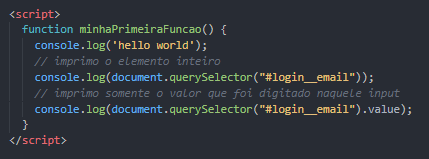 <script>
function minhaPrimeiraFuncao() {
console.log('hello world');
// imprimo o elemento inteiro
console.log(document.querySelector("#login__email"));
// imprimo somente o valor que foi digitado naquele input
console.log(document.querySelector("#login__email").value);
}
</script>